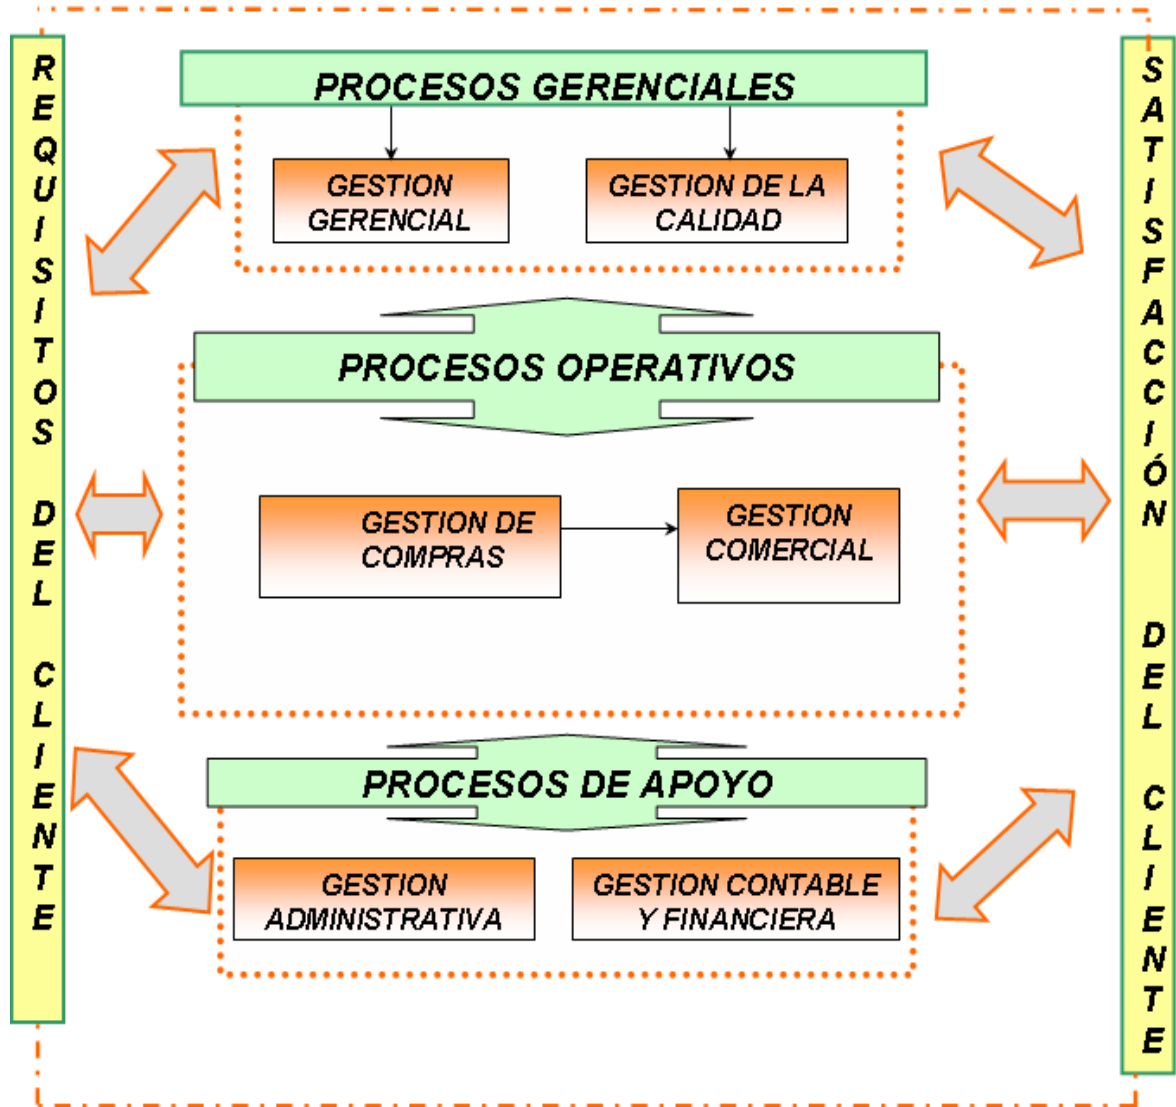 REQUISITOS DEL CLIENTE
PROCESOS GERENCIALES
GESTION
GERENCIAL
GESTION DE LA
CALIDAD
PROCESOS OPERATIVOS
GESTION DE
COMPRAS
GESTION
COMERCIAL
PROCESOS DE APOYO
GESTION
ADMINISTRATIVA
GESTION CONTABLE
Y FINANCIERA
SATISFACCIÓN DEL CLIENTE